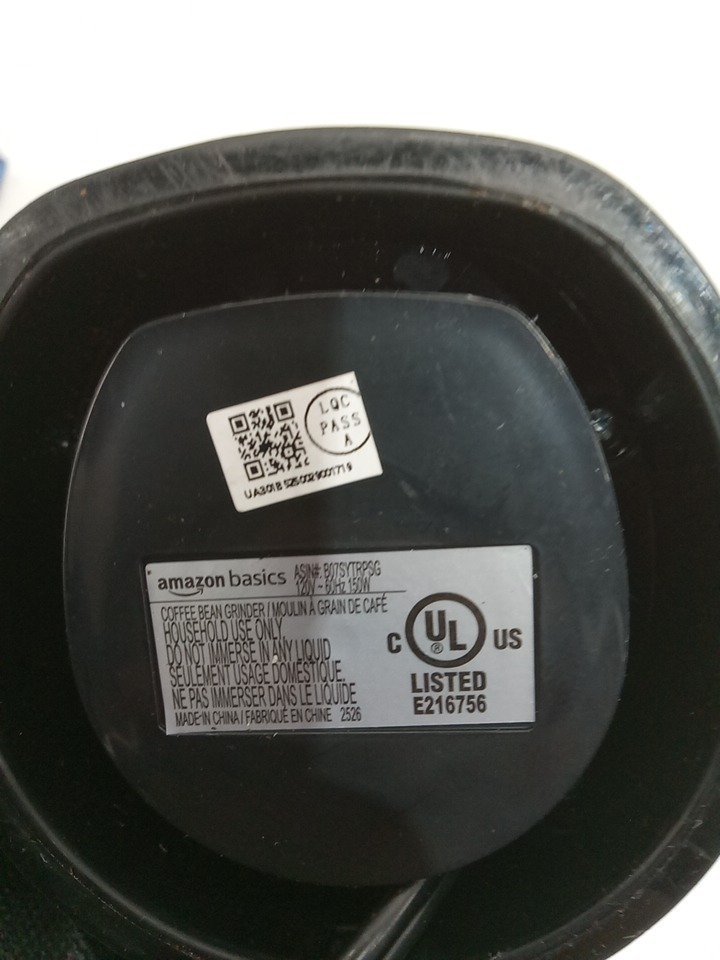 LQC
PASS
A
UA301B 5250029001719
amazon basics
ASIN#: B07SYTRPSG
120V ~ 60Hz 150W
COFFEE BEAN GRINDER / MOULIN À GRAIN DE CAFÉ
HOUSEHOLD USE ONLY
DO NOT IMMERSE IN ANY LIQUID
SEULEMENT USAGE DOMESTIQUE,
NE PAS IMMERSER DANS LE LIQUIDE
MADE IN CHINA / FABRIQUÉ EN CHINE 2526
C UL ® US
LISTED
E216756